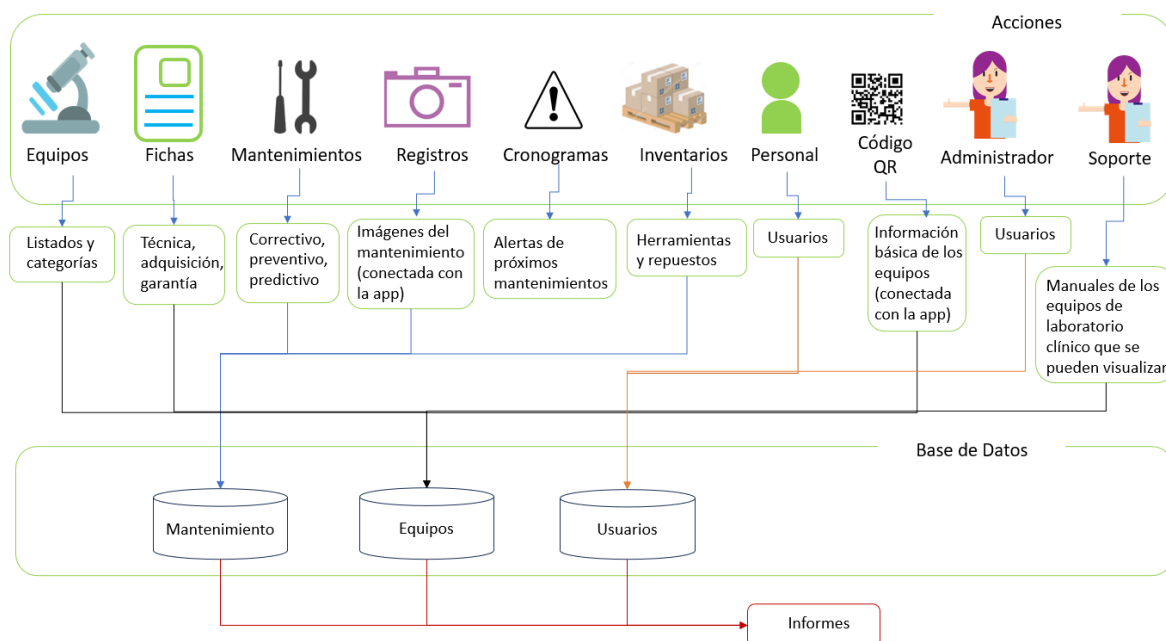 Acciones
Equipos
Fichas
Mantenimientos
Registros
Cronogramas
Inventarios
Personal
Código
QR
Administrador
Soporte
Listados y
categorías
Técnica,
adquisición,
garantía
Correctivo,
preventivo,
predictivo
Imágenes del
mantenimiento
(conectada con
la app)
Alertas de
próximos
mantenimientos
Herramientas
y repuestos
Usuarios
Información
básica de los
equipos
(conectada
con la app)
Usuarios
Manuales de los
equipos de
laboratorio
clínico que se
pueden visualizar
Base de Datos
Mantenimiento
Equipos
Usuarios
Informes